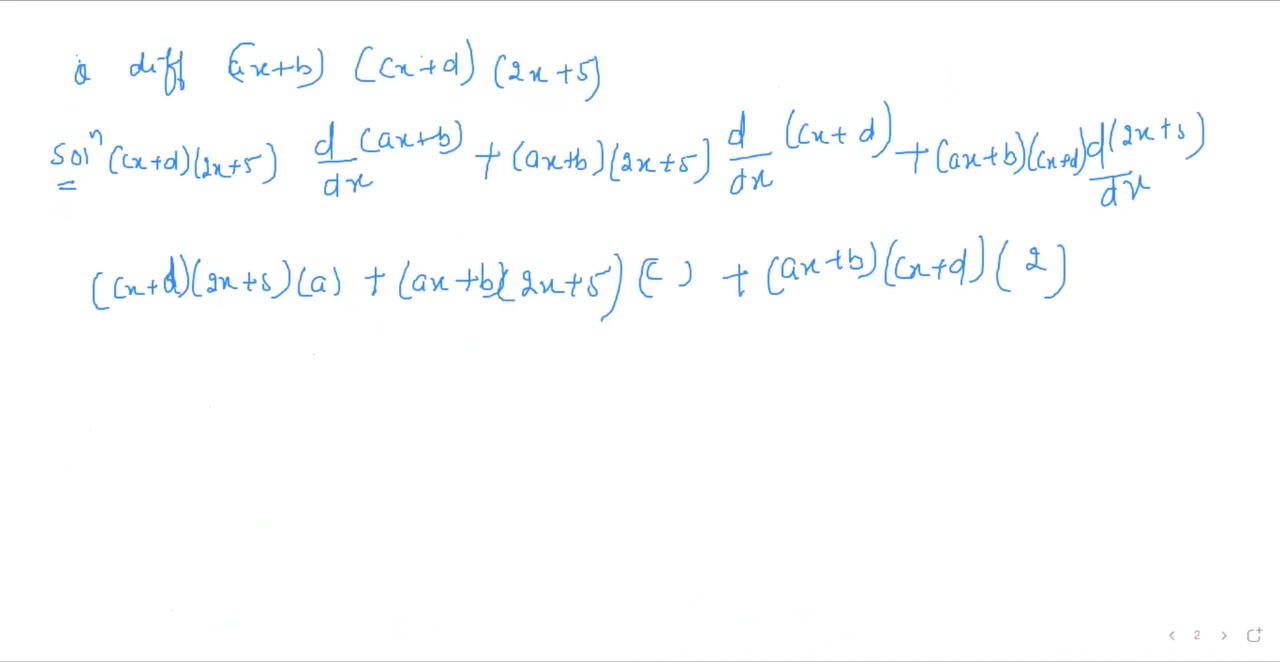 Q diff (ax+b) (cx+d) (2x+5)
Solⁿ (cx+d)(2x+5) d/dx (ax+b) + (ax+b)(2x+5) d/dx (cx+d) + (ax+b)(cx+d) d(2x+5)/dx
(cx+d)(2x+5)(a) + (ax+b)(2x+5)(c) + (ax+b)(cx+d)(2)
< 2 >